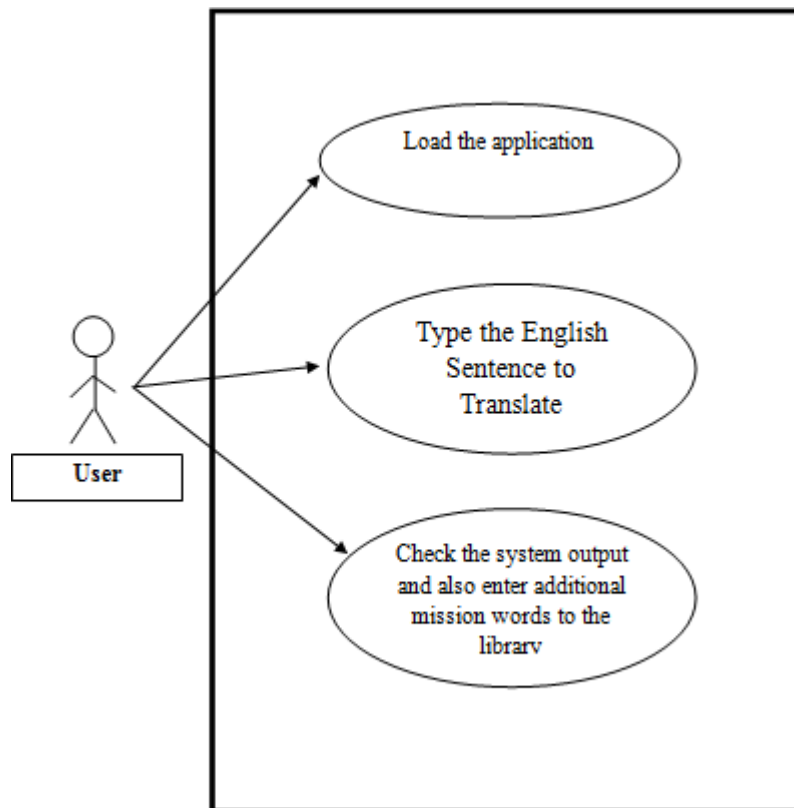 Load the application
Type the English
Sentence to
Translate
User
Check the system output
and also enter additional
mission words to the
library